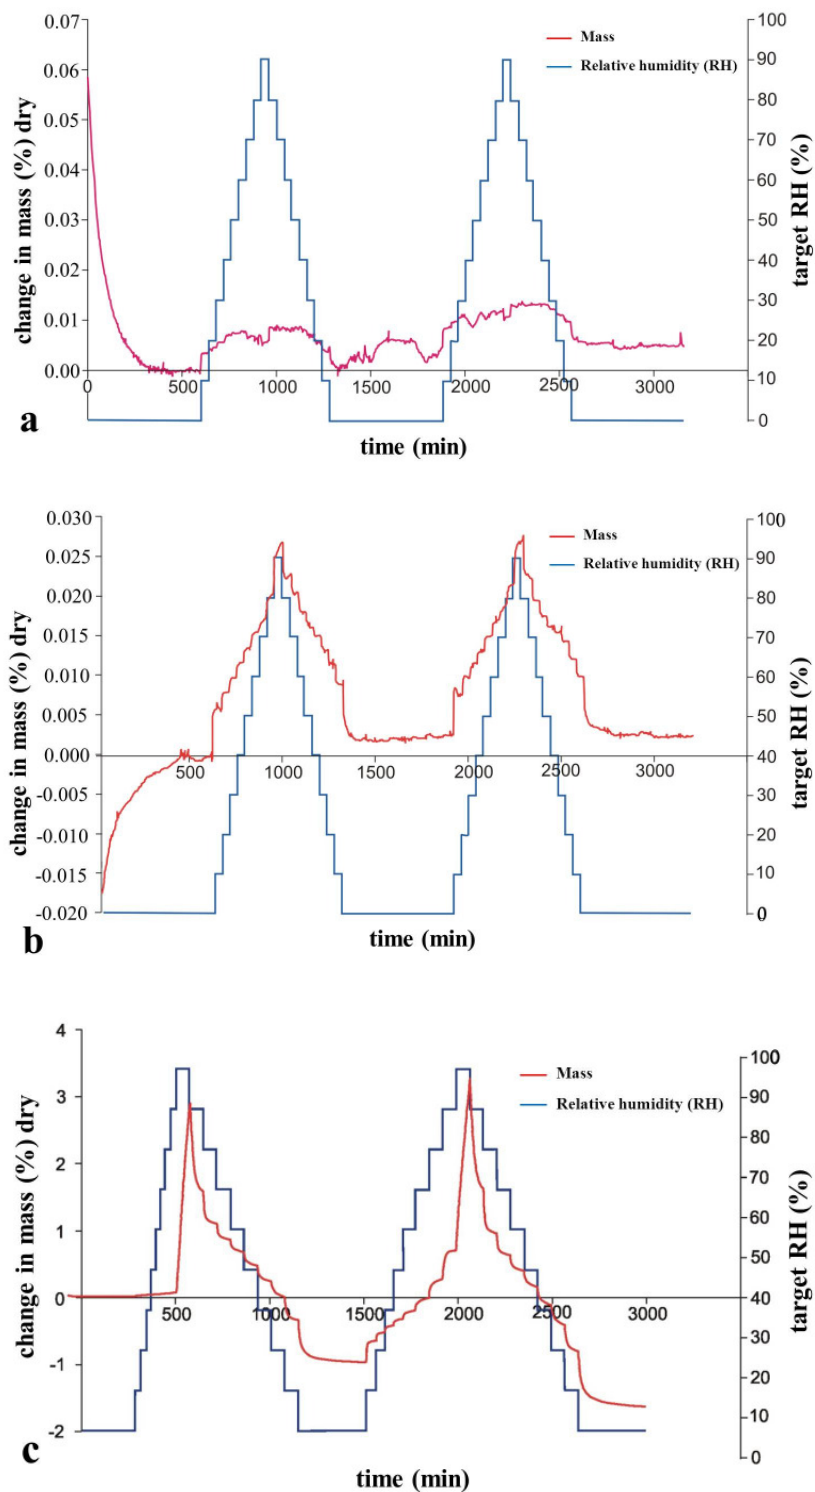 0.07
0.06
0.05
0.04
0.03
0.02
0.01
0.00
change in mass (%) dry
Mass
Relative humidity (RH)
100
90
80
70
60
50
40
30
20
10
0
target RH (%)
0 500 1000 1500 2000 2500 3000
time (min)
a
0.030
0.025
0.020
0.015
0.010
0.005
0.000
-0.005
-0.010
-0.015
-0.020
change in mass (%) dry
Mass
Relative humidity (RH)
100
90
80
70
60
50
40
30
20
10
0
target RH (%)
500 1000 1500 2000 2500 3000
time (min)
b
4
3
2
1
0
-1
-2
change in mass (%) dry
Mass
Relative humidity (RH)
100
90
80
70
60
50
40
30
20
10
0
target RH (%)
500 1000 1500 2000 2500 3000
time (min)
c